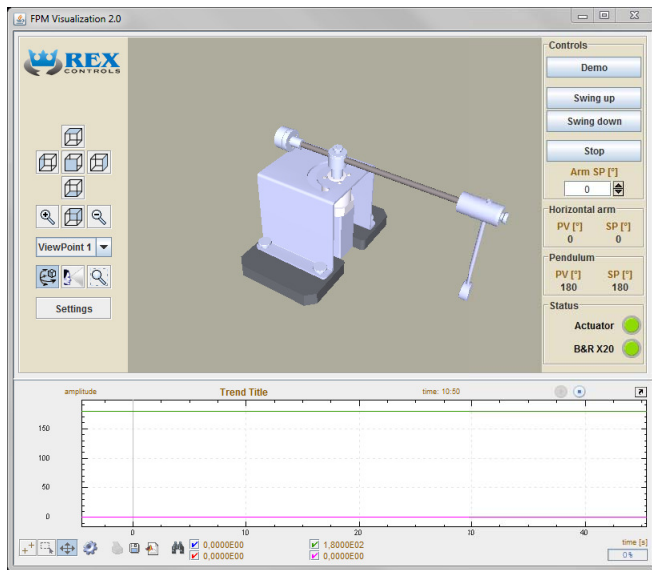 FPM Visualization 2.0
REX
CONTROLS
ViewPoint 1
Settings
Controls
Demo
Swing up
Swing down
Stop
Arm SP [°]
0
Horizontal arm
PV [°] SP [°]
0 0
Pendulum
PV [°] SP [°]
180 180
Status
Actuator
B&R X20
amplitude Trend Title time: 10:50
150
100
50
0
0 10 20 30 40
time [s]
0,0000E00 1,8000E02
0,0000E00 0,0000E00
0 %